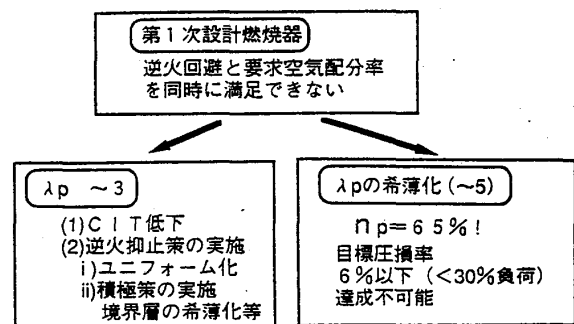 第１次設計燃焼器
逆火回避と要求空気配分率
を同時に満足できない
λp ～3
(1)ＣＩＴ低下
(2)逆火抑止策の実施
i)ユニフォーム化
ii)積極策の実施
境界層の希薄化等
λpの希薄化(～5)
ηp＝６５％！
目標圧損率
６％以下（＜30％負荷）
達成不可能